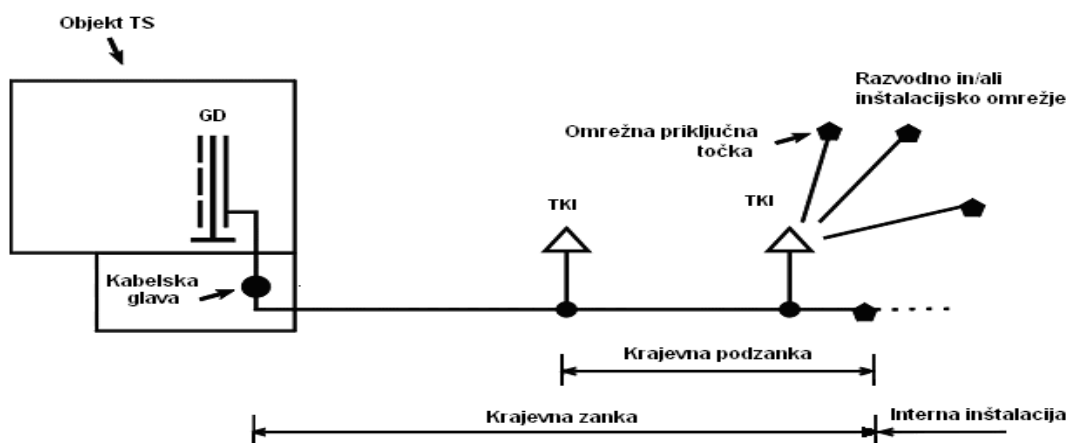 Objekt TS
Razvodno in/ali
inštalacijsko omrežje
GD
Omrežna priključna
točka
TKI
TKI
Kabelska
glava
Krajevna podzanka
Krajevna zanka
Interna inštalacija